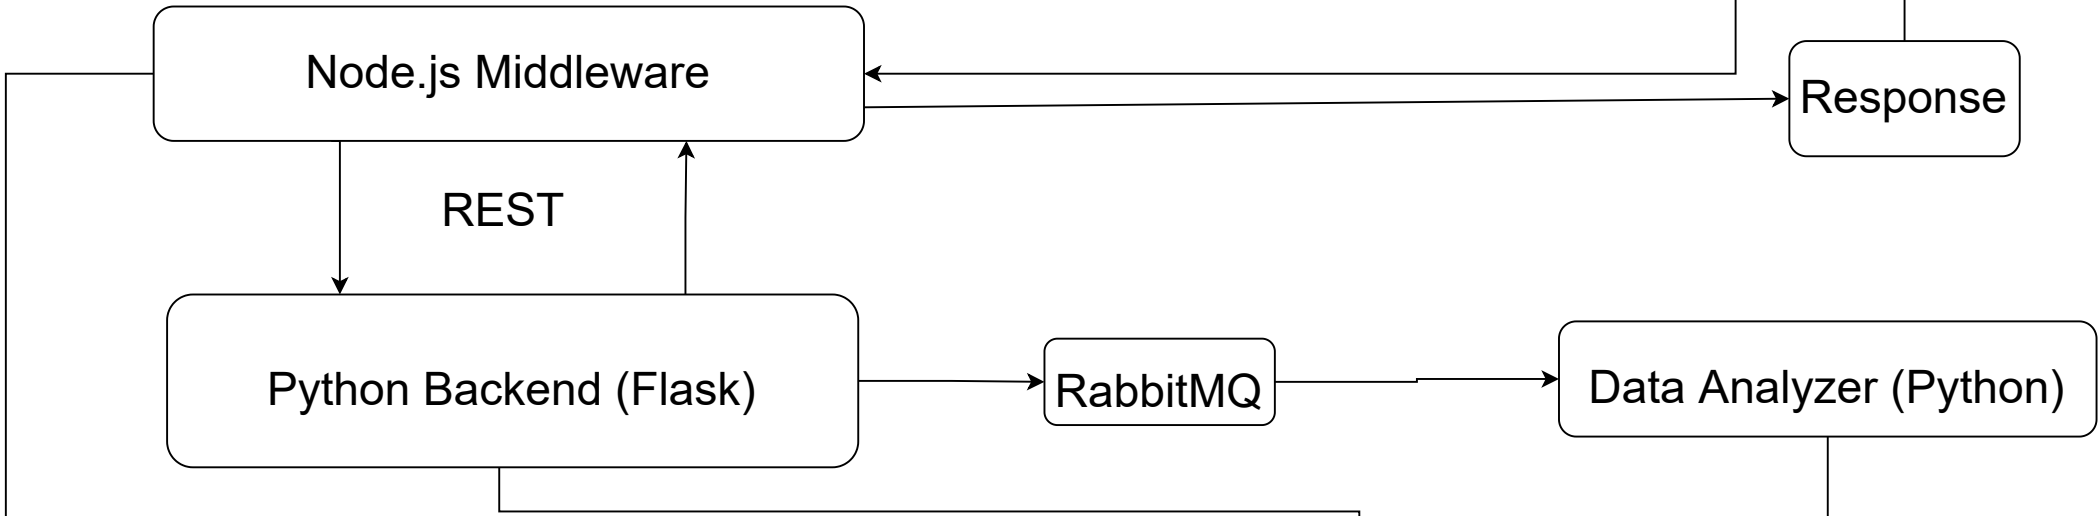 Node.js Middleware
Response
REST
Python Backend (Flask)
RabbitMQ
Data Analyzer (Python)